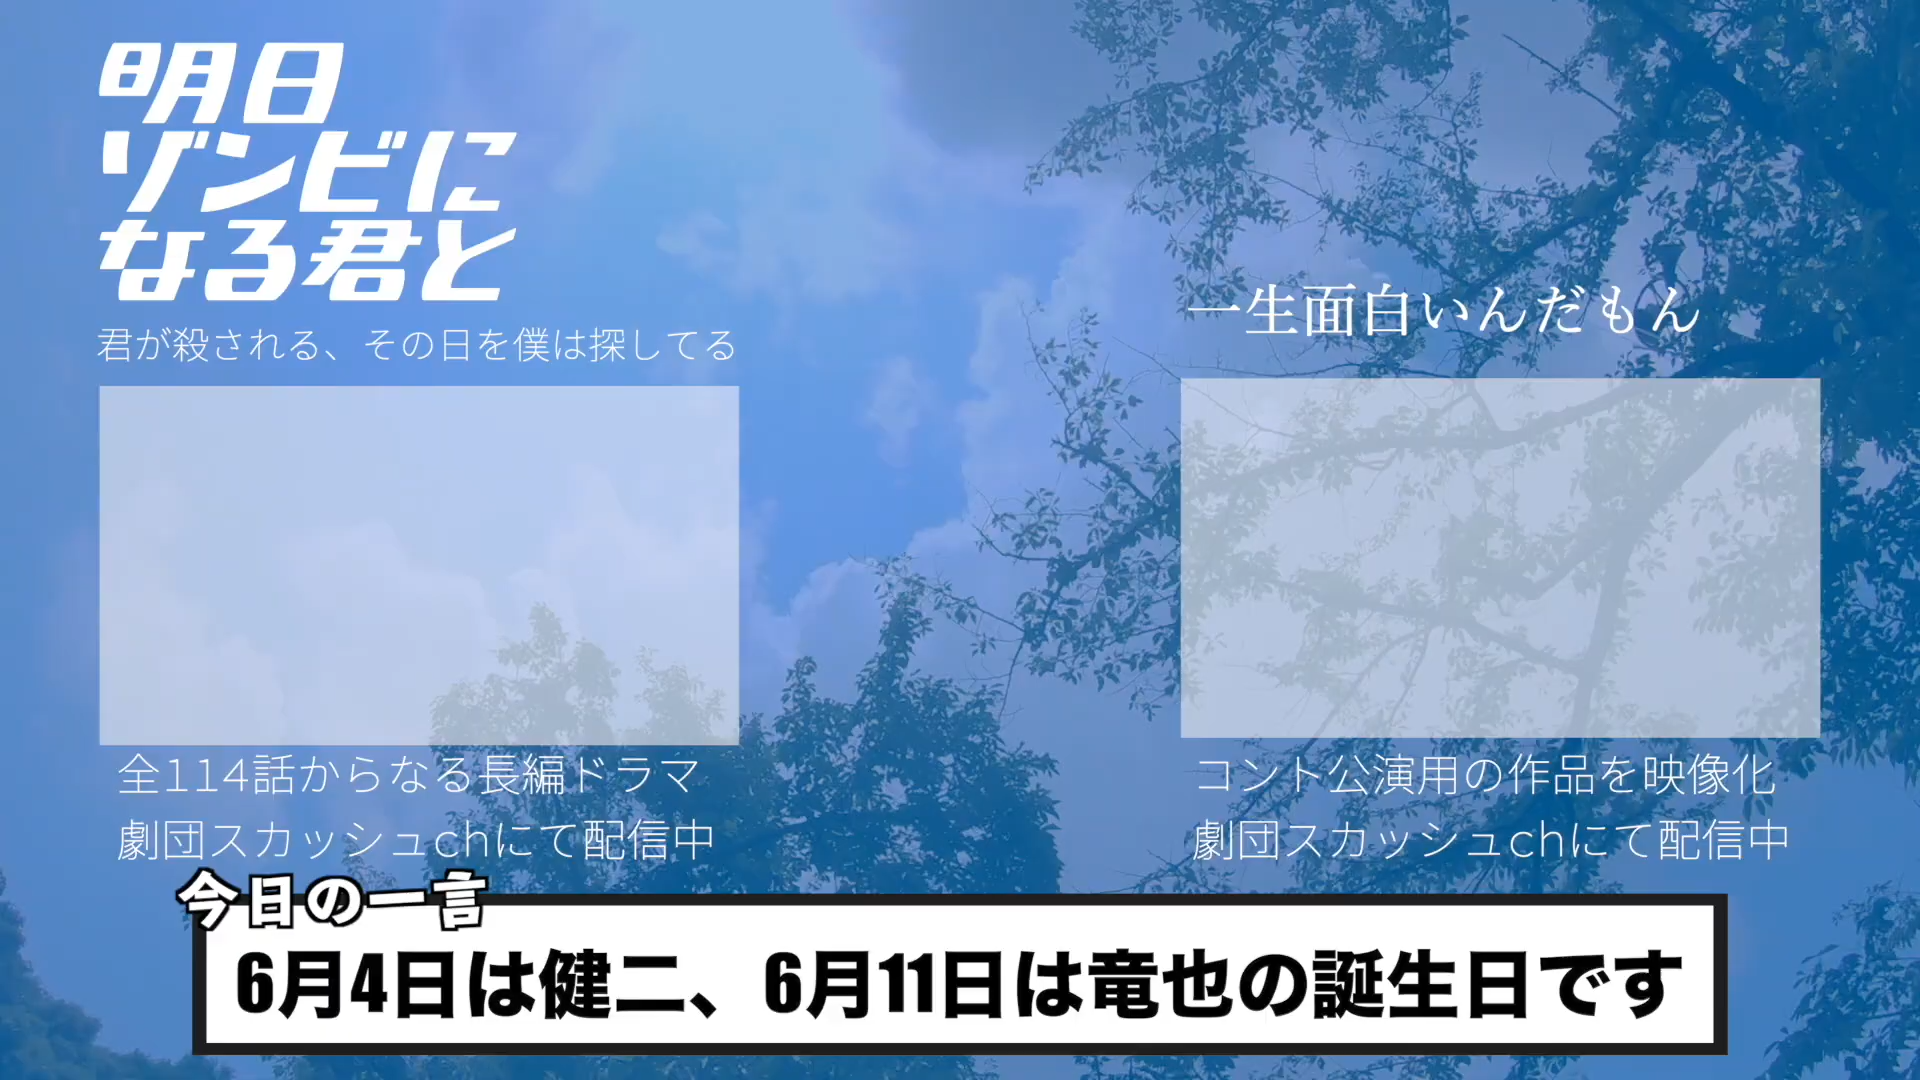 明日
ゾンビに
なる君と
君が殺される、その日を僕は探してる
全114話からなる長編ドラマ
劇団スカッシュchにて配信中
一生面白いんだもん
コント公演用の作品を映像化
劇団スカッシュchにて配信中
今日の一言
6月4日は健二、6月11日は竜也の誕生日です